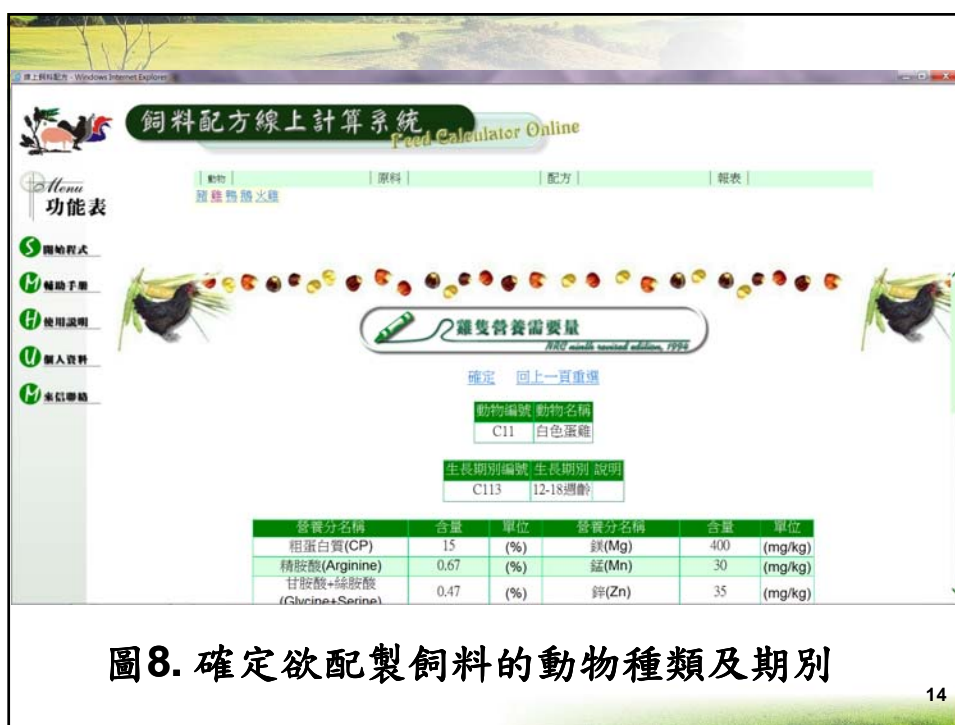 線上飼料配方 - Windows Internet Explorer
飼料配方線上計算系統
Feed Calculator Online
Menu
功能表
| 動物 | | 原料 | | 配方 | | 報表 |
豬 雞 鴨 鵝 火雞
S 開始程式
M 輔助手冊
H 使用說明
U 個人資料
M 來信聯絡
雞隻營養需要量
NRC ninth revised edition, 1994
確定 回上一頁重選
動物編號 動物名稱
C11 白色蛋雞
生長期別編號 生長期別 說明
C113 12-18週齡
營養分名稱 含量 單位 營養分名稱 含量 單位
粗蛋白質(CP) 15 (%) 鎂(Mg) 400 (mg/kg)
精胺酸(Arginine) 0.67 (%) 錳(Mn) 30 (mg/kg)
甘胺酸+絲胺酸
(Glycine+Serine) 0.47 (%) 鋅(Zn) 35 (mg/kg)
圖8. 確定欲配製飼料的動物種類及期別
14